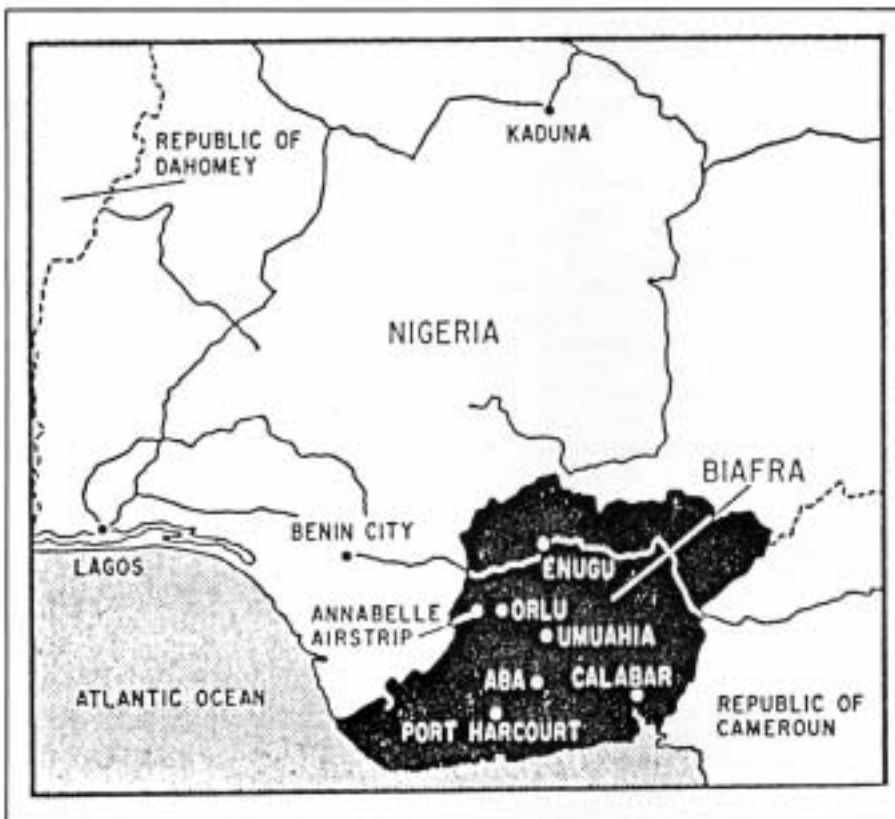 REPUBLIC OF
DAHOMEY
KADUNA
NIGERIA
BIAFRA
BENIN CITY
LAGOS
ENUGU
ANNABELLE
AIRSTRIP
ORLU
UMUAHIA
ABA
CALABAR
ATLANTIC OCEAN
PORT HARCOURT
REPUBLIC OF
CAMEROUN